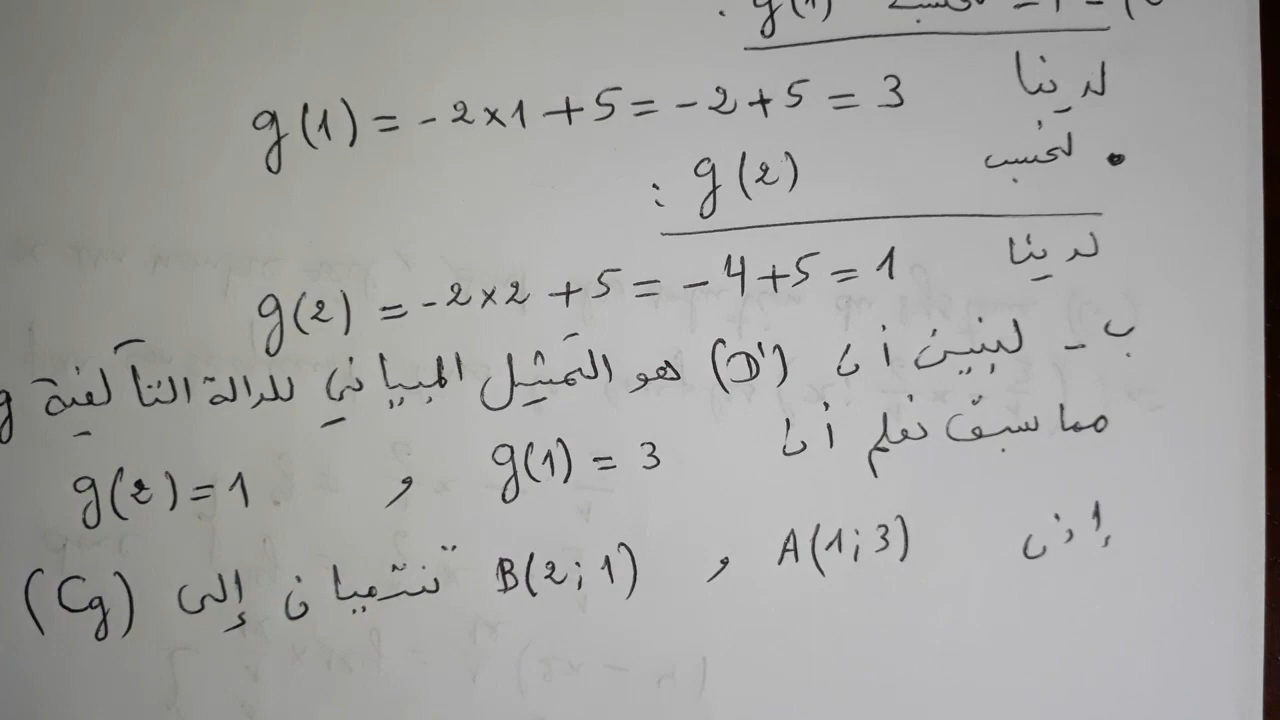 g(1) لنحسب
لدينا g(1) = -2×1 + 5 = -2 + 5 = 3
• لنحسب g(2) :
لدينا g(2) = -2×2 + 5 = -4 + 5 = 1
ب - لنبين أن (D') هو التمثيل المبياني للدالة التآلفية g
مما سبق نعلم أن g(1) = 3 و g(2) = 1
إذن A(1;3) و B(2;1) تنتميان إلى (Cg)